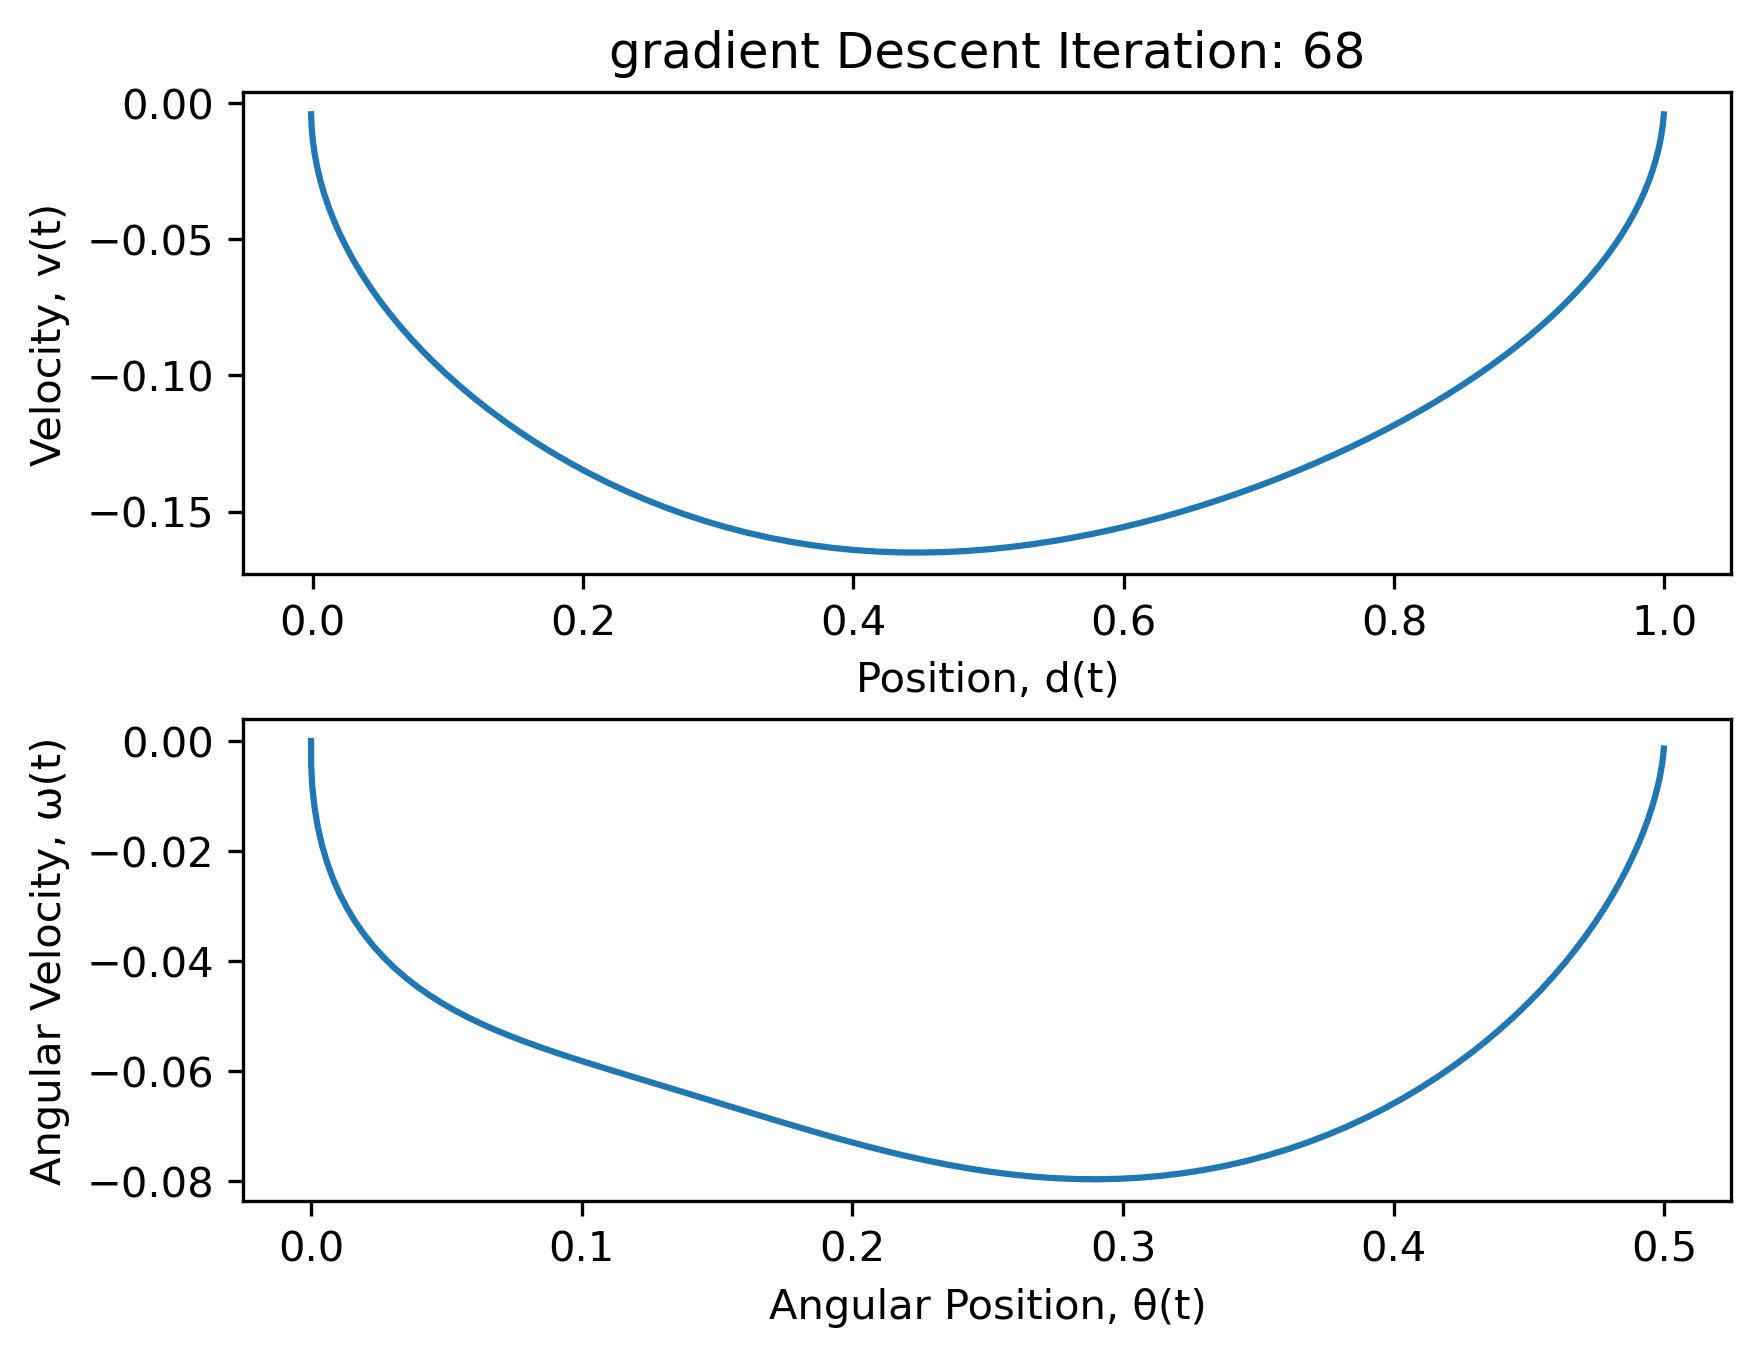 gradient Descent Iteration: 68
0.00
−0.05
−0.10
−0.15
Velocity, v(t)
0.0 0.2 0.4 0.6 0.8 1.0
Position, d(t)
0.00
−0.02
−0.04
−0.06
−0.08
Angular Velocity, ω(t)
0.0 0.1 0.2 0.3 0.4 0.5
Angular Position, θ(t)